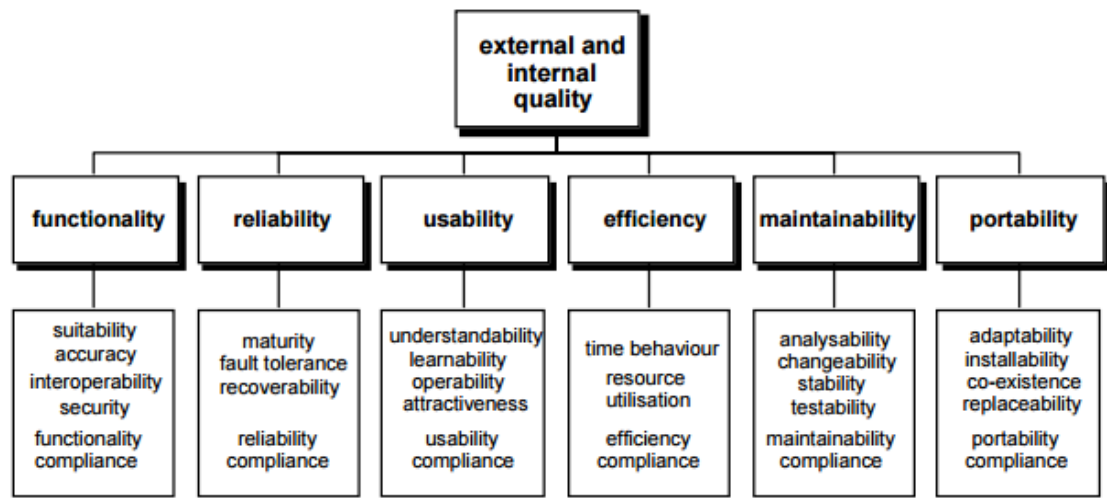 external and
internal
quality
functionality
reliability
usability
efficiency
maintainability
portability
suitability
accuracy
interoperability
security
functionality
compliance
maturity
fault tolerance
recoverability
reliability
compliance
understandability
learnability
operability
attractiveness
usability
compliance
time behaviour
resource
utilisation
efficiency
compliance
analysability
changeability
stability
testability
maintainability
compliance
adaptability
installability
co-existence
replaceability
portability
compliance